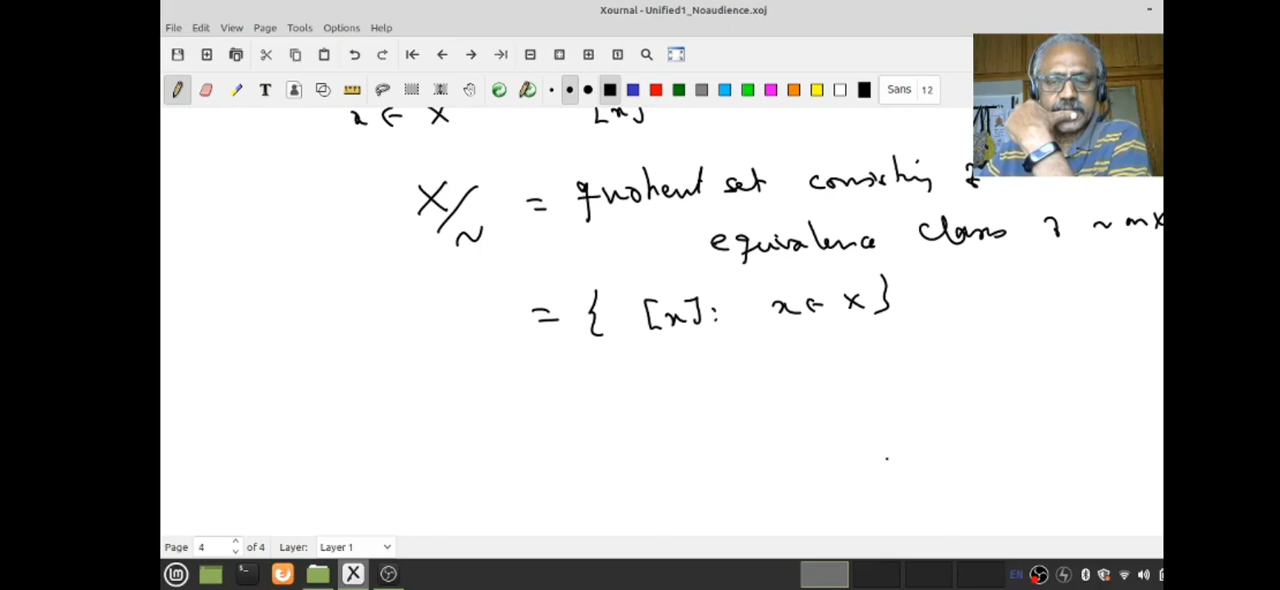 Xournal - Unified1_Noaudience.xoj
File Edit View Page Tools Options Help
Sans 12
x ∈ X [x]
X/~ = quotient set consisting of
equivalence class of ~ on X
= { [x]: x ∈ X }
Page 4 of 4 Layer: Layer 1
EN